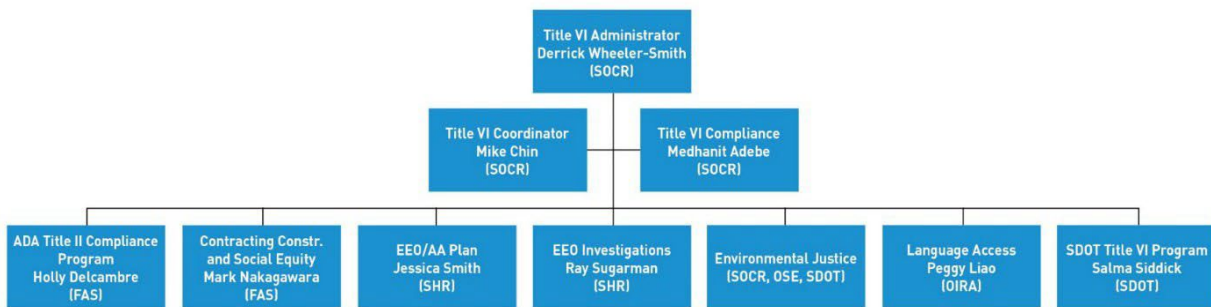 Title VI Administrator
Derrick Wheeler-Smith
(SOCR)
Title VI Coordinator
Mike Chin
(SOCR)
Title VI Compliance
Medhanit Adebe
(SOCR)
ADA Title II Compliance
Program
Holly Delcambre
(FAS)
Contracting Constr.
and Social Equity
Mark Nakagawara
(FAS)
EEO/AA Plan
Jessica Smith
(SHR)
EEO Investigations
Ray Sugarman
(SHR)
Environmental Justice
(SOCR, OSE, SDOT)
Language Access
Peggy Liao
(OIRA)
SDOT Title VI Program
Salma Siddick
(SDOT)